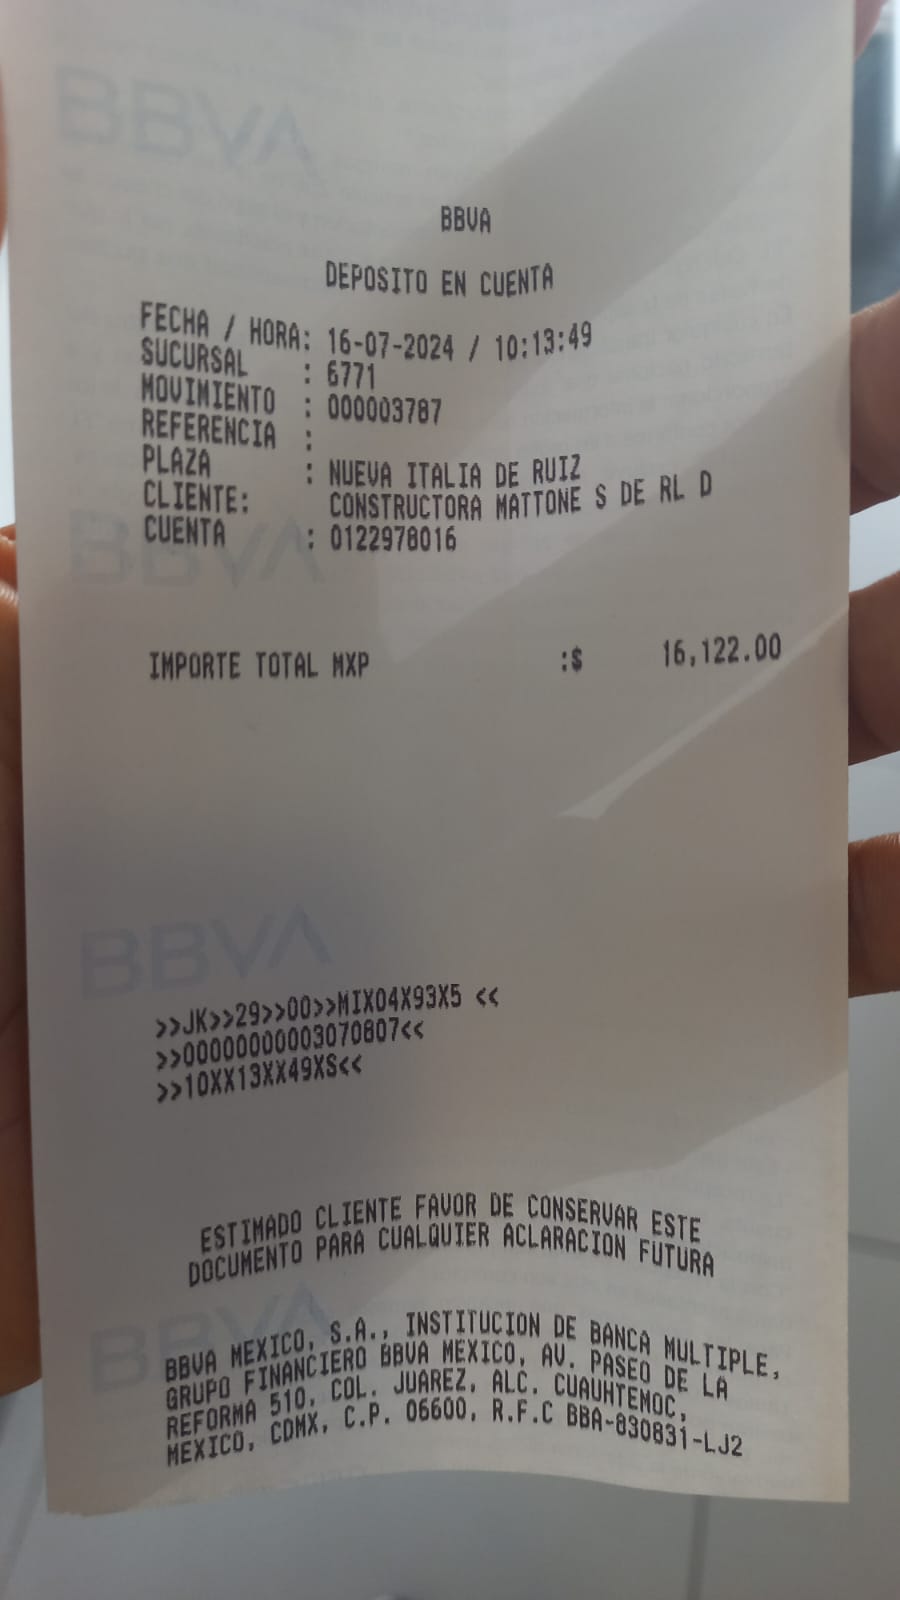 BBVA
BBVA
DEPOSITO EN CUENTA
FECHA / HORA: 16-07-2024 / 10:13:49
SUCURSAL : 6771
MOVIMIENTO : 000003787
REFERENCIA :
PLAZA : NUEVA ITALIA DE RUIZ
CLIENTE: CONSTRUCTORA MATTONE S DE RL D
CUENTA : 0122978016
BBVA
IMPORTE TOTAL MXP :$ 16,122.00
BBVA
>>JK>>29>>00>>MIX04X93X5 <<
>>00000000003070807<<
>>10XX13XX49XS<<
ESTIMADO CLIENTE FAVOR DE CONSERVAR ESTE
DOCUMENTO PARA CUALQUIER ACLARACION FUTURA
BBVA
BBVA MEXICO, S.A., INSTITUCION DE BANCA MULTIPLE,
GRUPO FINANCIERO BBVA MEXICO, AV. PASEO DE LA
REFORMA 510, COL. JUAREZ, ALC. CUAUHTEMOC,
MEXICO, CDMX, C.P. 06600, R.F.C BBA-830831-LJ2